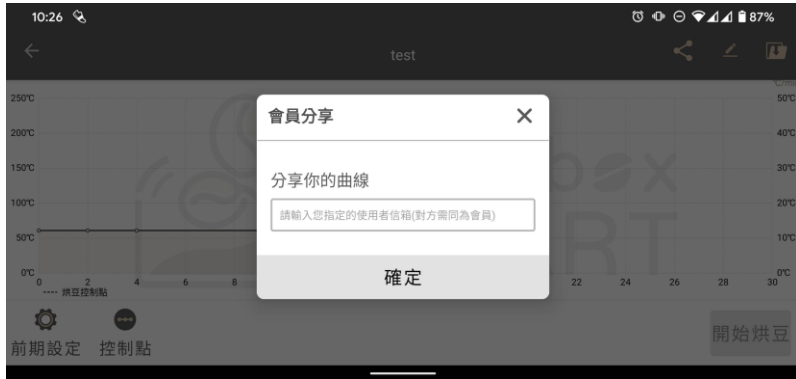 10:26 87%
test
°C/min
250°C 50°C
200°C 40°C
150°C 30°C
100°C 20°C
50°C 10°C
0°C 0°C
0 2 4 6 8 22 24 26 28 30
---- 烘豆控制點
會員分享
分享你的曲線
請輸入您指定的使用者信箱(對方需同為會員)
確定
box
ART
前期設定 控制點 開始烘豆